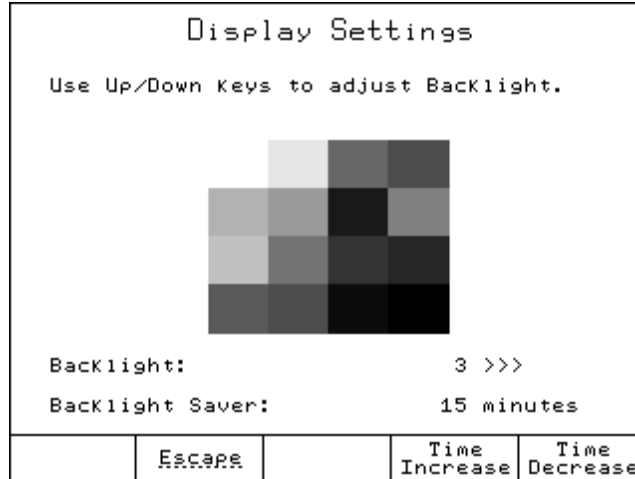 Display Settings
Use Up/Down Keys to adjust Backlight.
Backlight: 3 >>>
Backlight Saver: 15 minutes
Escape
Time Increase
Time Decrease